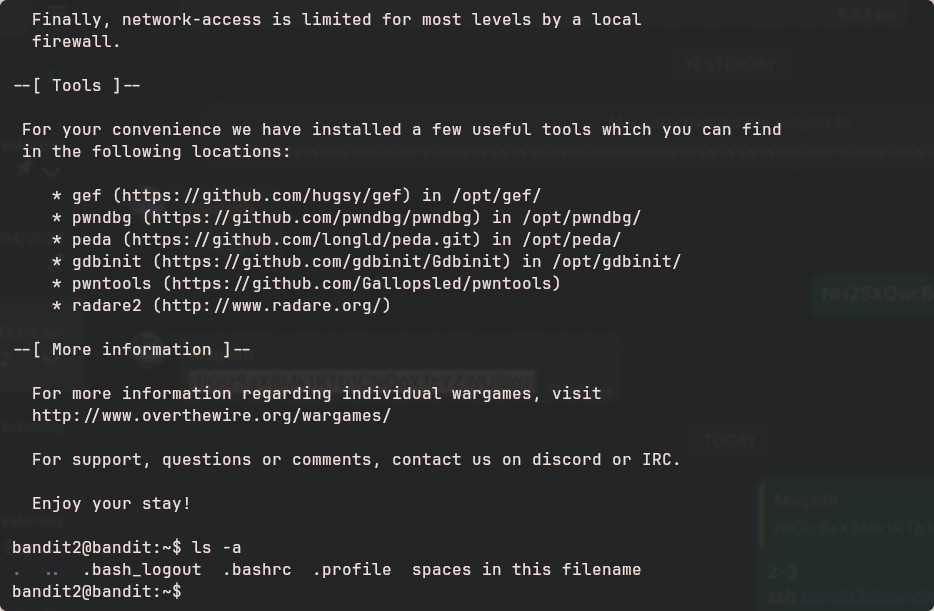 Finally, network-access is limited for most levels by a local
firewall.
--[ Tools ]--
For your convenience we have installed a few useful tools which you can find
in the following locations:
* gef (https://github.com/hugsy/gef) in /opt/gef/
* pwndbg (https://github.com/pwndbg/pwndbg) in /opt/pwndbg/
* peda (https://github.com/longld/peda.git) in /opt/peda/
* gdbinit (https://github.com/gdbinit/Gdbinit) in /opt/gdbinit/
* pwntools (https://github.com/Gallopsled/pwntools)
* radare2 (http://www.radare.org/)
--[ More information ]--
For more information regarding individual wargames, visit
http://www.overthewire.org/wargames/
For support, questions or comments, contact us on discord or IRC.
Enjoy your stay!
bandit2@bandit:~$ ls -a
.  ..  .bash_logout  .bashrc  .profile  spaces in this filename
bandit2@bandit:~$
YESTERDAY
TODAY
Muqsith
2-3